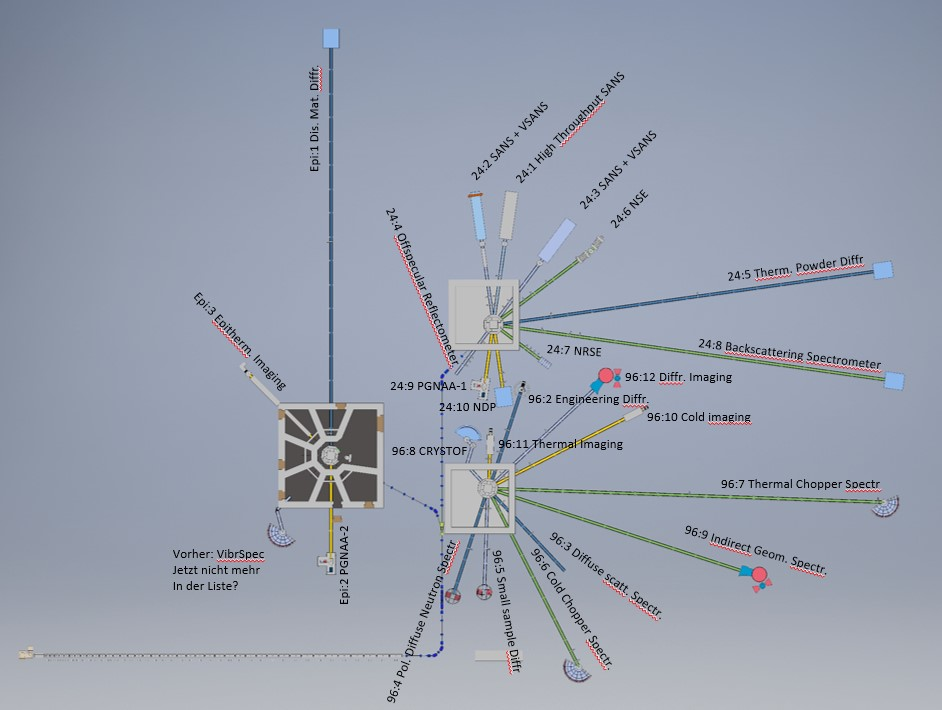 Epi:1 Dis. Mat. Diffr.
24:2 SANS + VSANS
24:1 High Throughput SANS
24:3 SANS + VSANS
24:6 NSE
24:4 Offspecular Reflectometer
24:5 Therm. Powder Diffr
Epi:3 Epitherm. Imaging
24:7 NRSE
24:8 Backscattering Spectrometer
24:9 PGNAA-1
24:10 NDP
96:12 Diffr. Imaging
96:2 Engineering Diffr.
96:10 Cold imaging
96:11 Thermal Imaging
96:8 CRYSTOF
96:7 Thermal Chopper Spectr
96:9 Indirect Geom. Spectr.
96:3 Diffuse scatt. Spectr.
96:6 Cold Chopper Spectr.
96:5 Small sample Diffr
96:4 Pol. Diffuse Neutron Spectr
Epi:2 PGNAA-2
Vorher: VibrSpec
Jetzt nicht mehr
In der Liste?